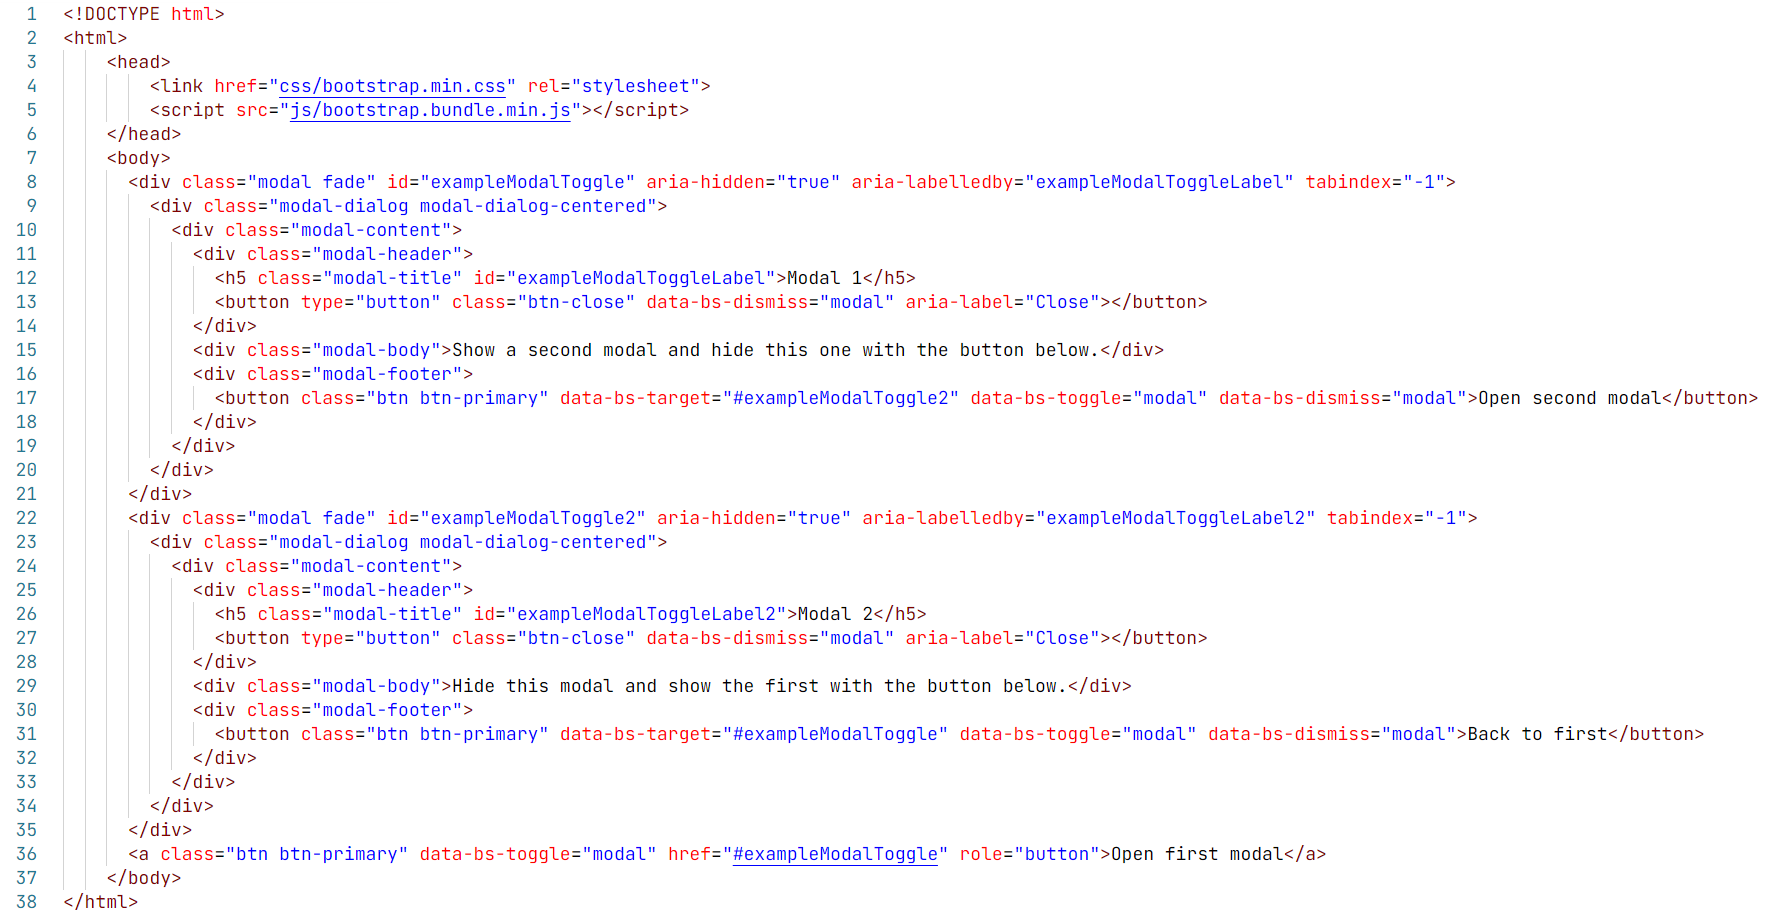 1 <!DOCTYPE html>
2 <html>
3 <head>
4 <link href="css/bootstrap.min.css" rel="stylesheet">
5 <script src="js/bootstrap.bundle.min.js"></script>
6 </head>
7 <body>
8 <div class="modal fade" id="exampleModalToggle" aria-hidden="true" aria-labelledby="exampleModalToggleLabel" tabindex="-1">
9 <div class="modal-dialog modal-dialog-centered">
10 <div class="modal-content">
11 <div class="modal-header">
12 <h5 class="modal-title" id="exampleModalToggleLabel">Modal 1</h5>
13 <button type="button" class="btn-close" data-bs-dismiss="modal" aria-label="Close"></button>
14 </div>
15 <div class="modal-body">Show a second modal and hide this one with the button below.</div>
16 <div class="modal-footer">
17 <button class="btn btn-primary" data-bs-target="#exampleModalToggle2" data-bs-toggle="modal" data-bs-dismiss="modal">Open second modal</button>
18 </div>
19 </div>
20 </div>
21 </div>
22 <div class="modal fade" id="exampleModalToggle2" aria-hidden="true" aria-labelledby="exampleModalToggleLabel2" tabindex="-1">
23 <div class="modal-dialog modal-dialog-centered">
24 <div class="modal-content">
25 <div class="modal-header">
26 <h5 class="modal-title" id="exampleModalToggleLabel2">Modal 2</h5>
27 <button type="button" class="btn-close" data-bs-dismiss="modal" aria-label="Close"></button>
28 </div>
29 <div class="modal-body">Hide this modal and show the first with the button below.</div>
30 <div class="modal-footer">
31 <button class="btn btn-primary" data-bs-target="#exampleModalToggle" data-bs-toggle="modal" data-bs-dismiss="modal">Back to first</button>
32 </div>
33 </div>
34 </div>
35 </div>
36 <a class="btn btn-primary" data-bs-toggle="modal" href="#exampleModalToggle" role="button">Open first modal</a>
37 </body>
38 </html>